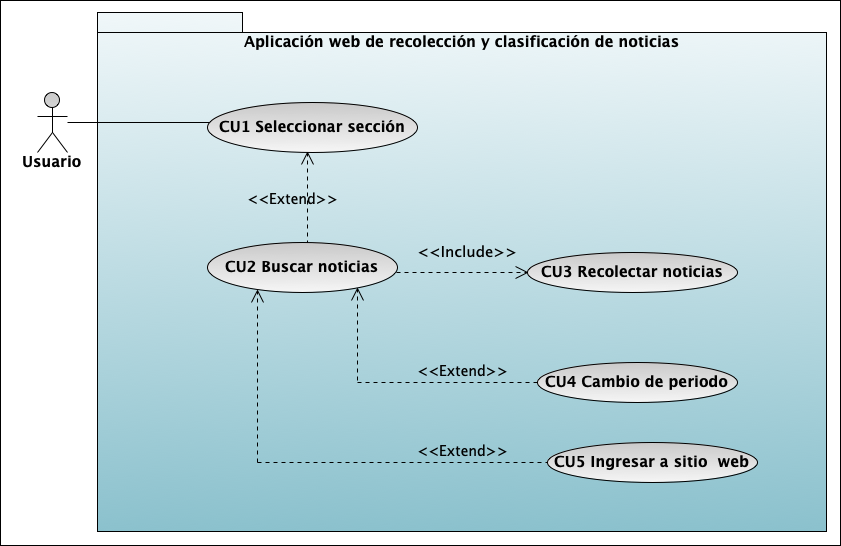 Aplicación web de recolección y clasificación de noticias
CU1 Seleccionar sección
Usuario
<<Extend>>
CU2 Buscar noticias
<<Include>>
CU3 Recolectar noticias
<<Extend>>
CU4 Cambio de periodo
<<Extend>>
CU5 Ingresar a sitio  web